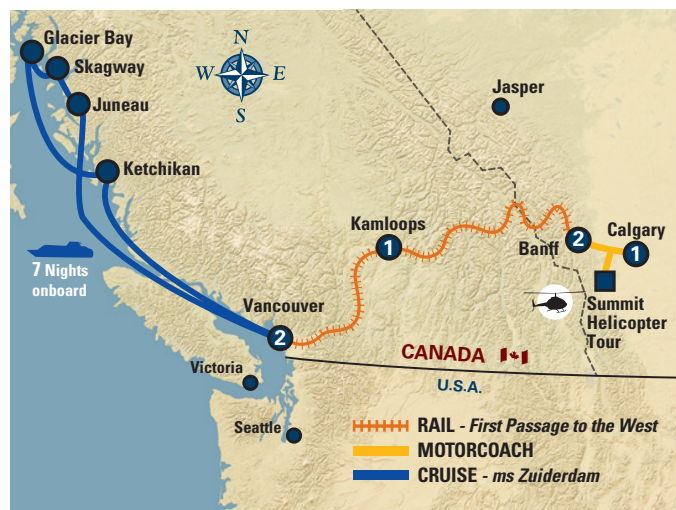 Glacier Bay
Skagway
Juneau
Ketchikan
N
W E
S
Jasper
Kamloops
1
Banff
2
Calgary
1
7 Nights
onboard
Vancouver
2
Summit
Helicopter
Tour
CANADA
U.S.A.
Victoria
Seattle
RAIL - First Passage to the West
MOTORCOACH
CRUISE - ms Zuiderdam